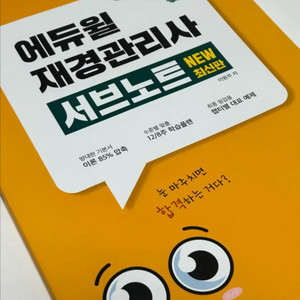 에듀윌
재경관리사
서브노트
NEW
최신판
이현주 저
방대한 기본서
이론 85% 압축
수준별 맞춤
12/8주 학습플랜
최종 점검용
챕터별 대표 예제
눈 마주치면
합격하는 거다?